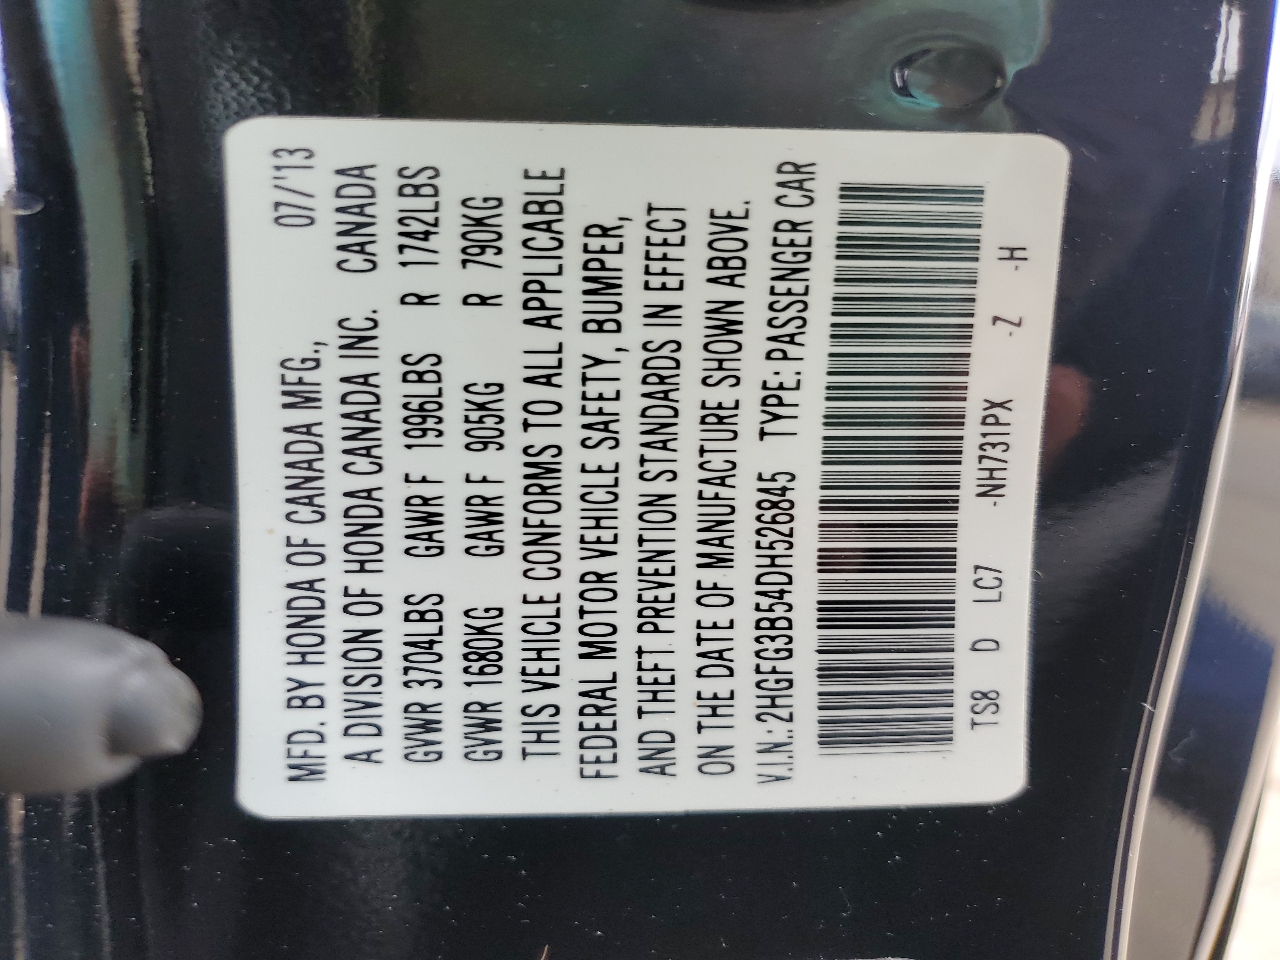 MFD. BY HONDA OF CANADA MFG., 07/'13
A DIVISION OF HONDA CANADA INC. CANADA
GVWR 3704LBS GAWR F 1996LBS R 1742LBS
GVWR 1680KG GAWR F 905KG R 790KG
THIS VEHICLE CONFORMS TO ALL APPLICABLE
FEDERAL MOTOR VEHICLE SAFETY, BUMPER,
AND THEFT PREVENTION STANDARDS IN EFFECT
ON THE DATE OF MANUFACTURE SHOWN ABOVE.
V.I.N.: 2HGFG3B54DH526845 TYPE: PASSENGER CAR
TS8 D LC7 -NH731PX -Z -H